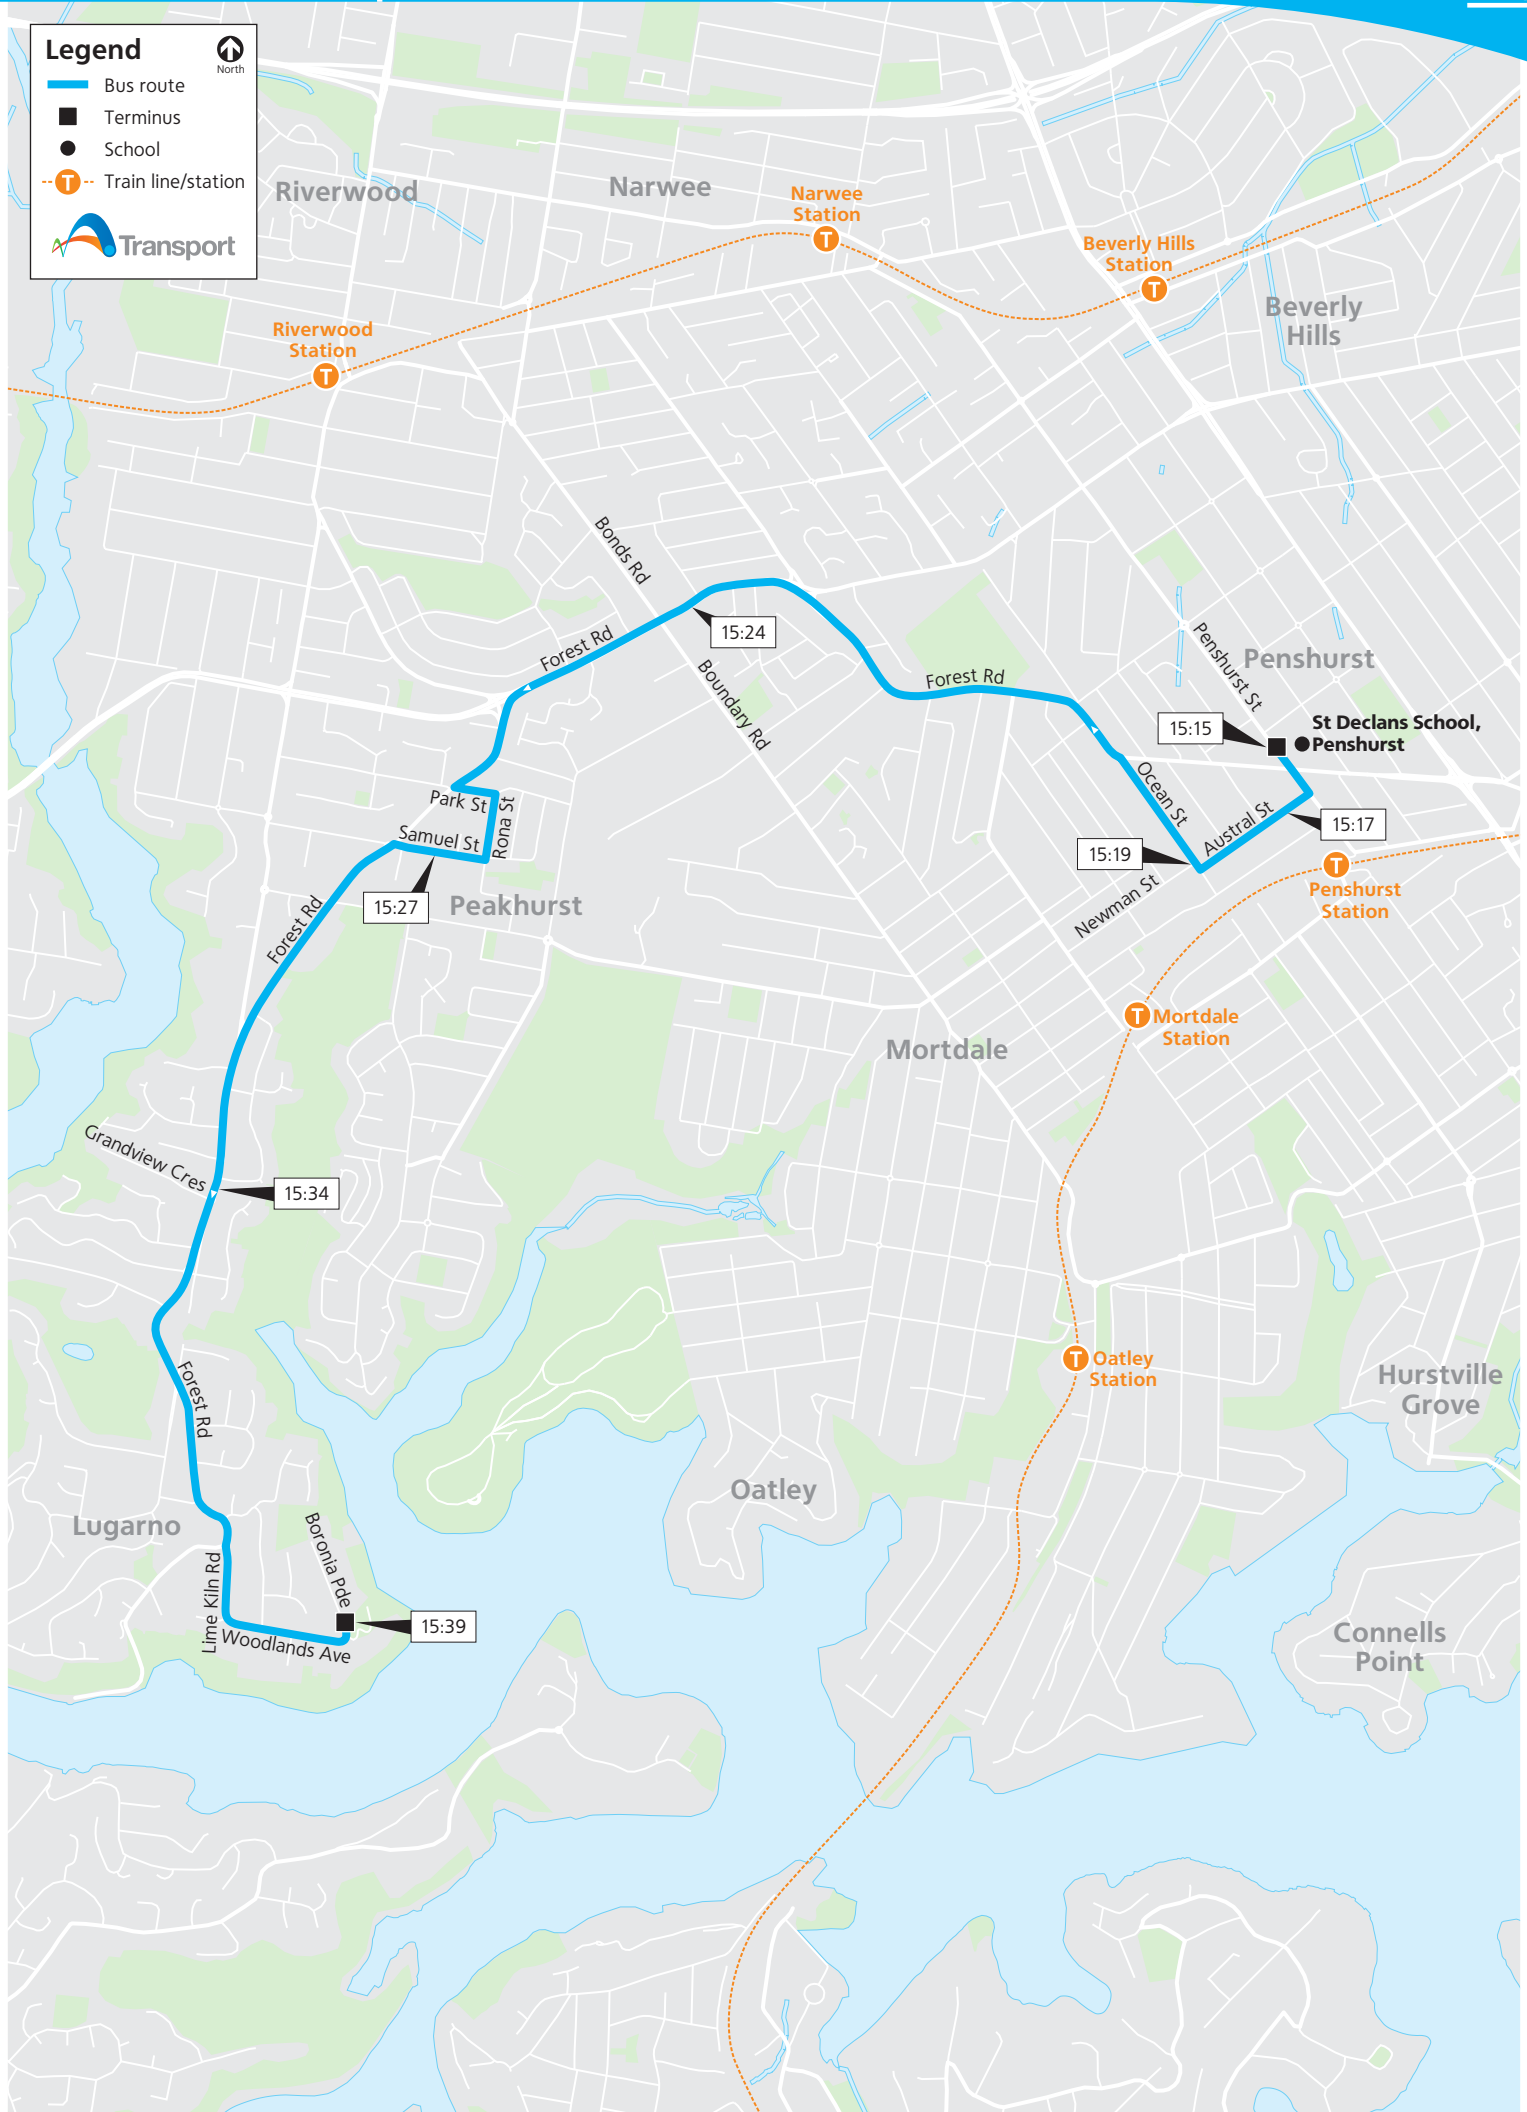 Legend
North
Bus route
Terminus
School
T
Train line/station
Transport
Riverwood
Narwee
Narwee
Station
T
Beverly Hills
Station
T
Beverly
Hills
Riverwood
Station
T
Bonds Rd
15:24
Forest Rd
Boundary Rd
Forest Rd
Penshurst St
Penshurst
15:15
St Declans School,
Penshurst
Ocean St
Austral St
15:17
15:19
Newman St
T
Penshurst
Station
Park St
Rona St
Samuel St
15:27
Peakhurst
Forest Rd
T
Mortdale
Station
Mortdale
Grandview Cres
15:34
T
Oatley
Station
Forest Rd
Hurstville
Grove
Oatley
Lugarno
Boronia Pde
Lime Kiln Rd
15:39
Woodlands Ave
Connells
Point